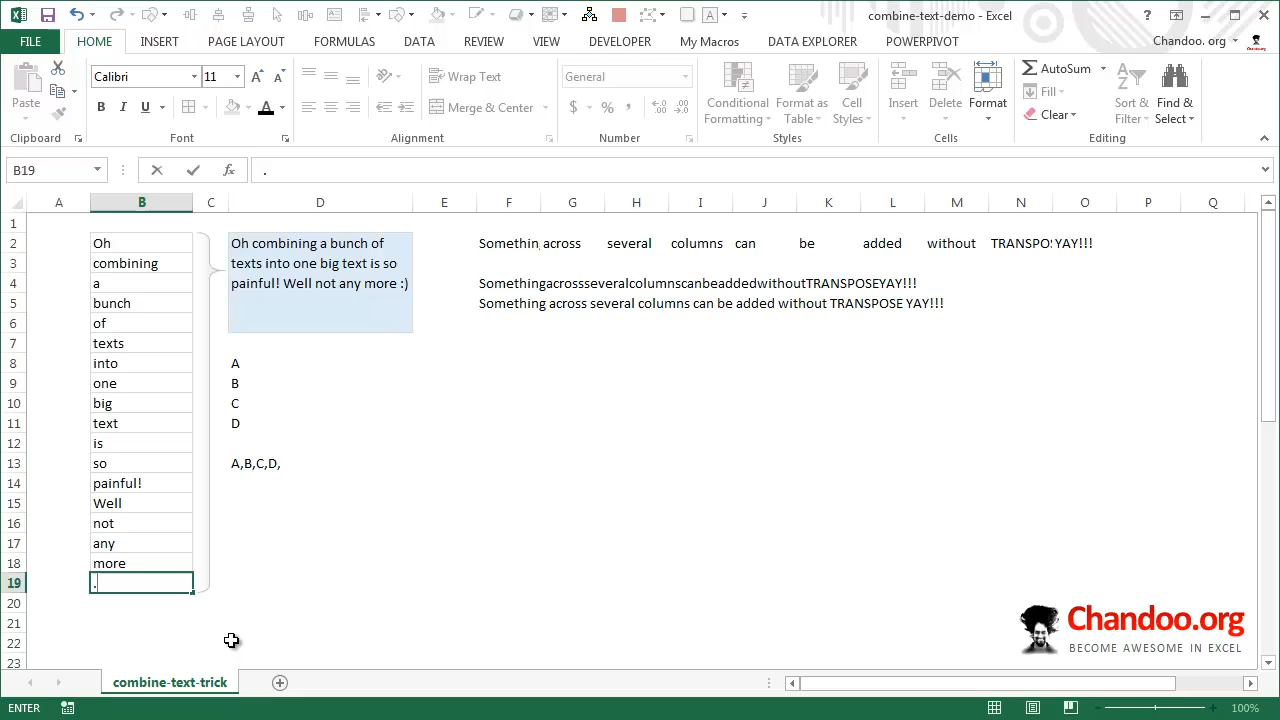 combine-text-demo - Excel
FILE HOME INSERT PAGE LAYOUT FORMULAS DATA REVIEW VIEW DEVELOPER My Macros DATA EXPLORER POWERPIVOT Chandoo. org
Paste Calibri 11 Wrap Text General Conditional Formatting Format as Table Cell Styles Insert Delete Format AutoSum Fill Clear Sort & Filter Find & Select
Merge & Center
Clipboard Font Alignment Number Styles Cells Editing
B19 fx .
A B C D E F G H I J K L M N O P Q
1
2 Oh Oh combining a bunch of Somethin across several columns can be added without TRANSPO YAY!!!
3 combining texts into one big text is so
4 a painful! Well not any more :) SomethingacrossseveralcolumnscanbeaddedwithoutTRANSPOSEYAY!!!
5 bunch Something across several columns can be added without TRANSPOSE YAY!!!
6 of
7 texts
8 into A
9 one B
10 big C
11 text D
12 is
13 so A,B,C,D,
14 painful!
15 Well
16 not
17 any
18 more
19 .
20
21
22
23
Chandoo.org
BECOME AWESOME IN EXCEL
combine-text-trick
ENTER 100%